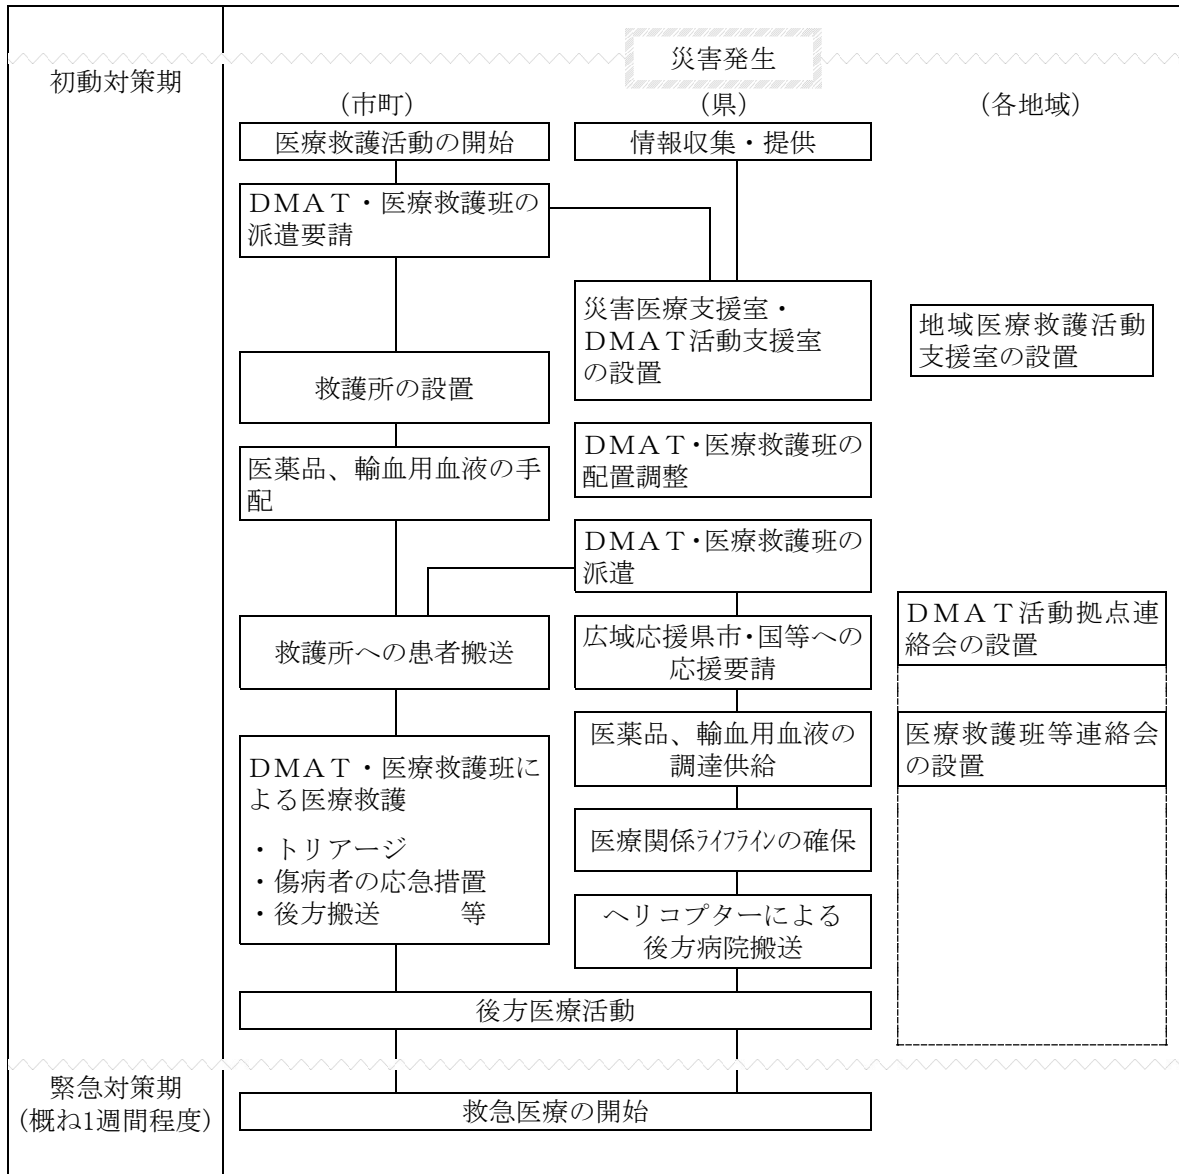 災害発生
初動対策期
（市町）
（県）
（各地域）
医療救護活動の開始
情報収集・提供
ＤＭＡＴ・医療救護班の
派遣要請
災害医療支援室・
ＤＭＡＴ活動支援室
の設置
地域医療救護活動
支援室の設置
救護所の設置
ＤＭＡＴ・医療救護班の
配置調整
医薬品、輸血用血液の手
配
ＤＭＡＴ・医療救護班の
派遣
ＤＭＡＴ活動拠点連
絡会の設置
救護所への患者搬送
広域応援県市・国等への
応援要請
医薬品、輸血用血液の
調達供給
医療救護班等連絡会
の設置
ＤＭＡＴ・医療救護班に
よる医療救護
・トリアージ
・傷病者の応急措置
・後方搬送　　　等
医療関係ﾗｲﾌﾗｲﾝの確保
ヘリコプターによる
後方病院搬送
後方医療活動
緊急対策期
（概ね1週間程度）
救急医療の開始